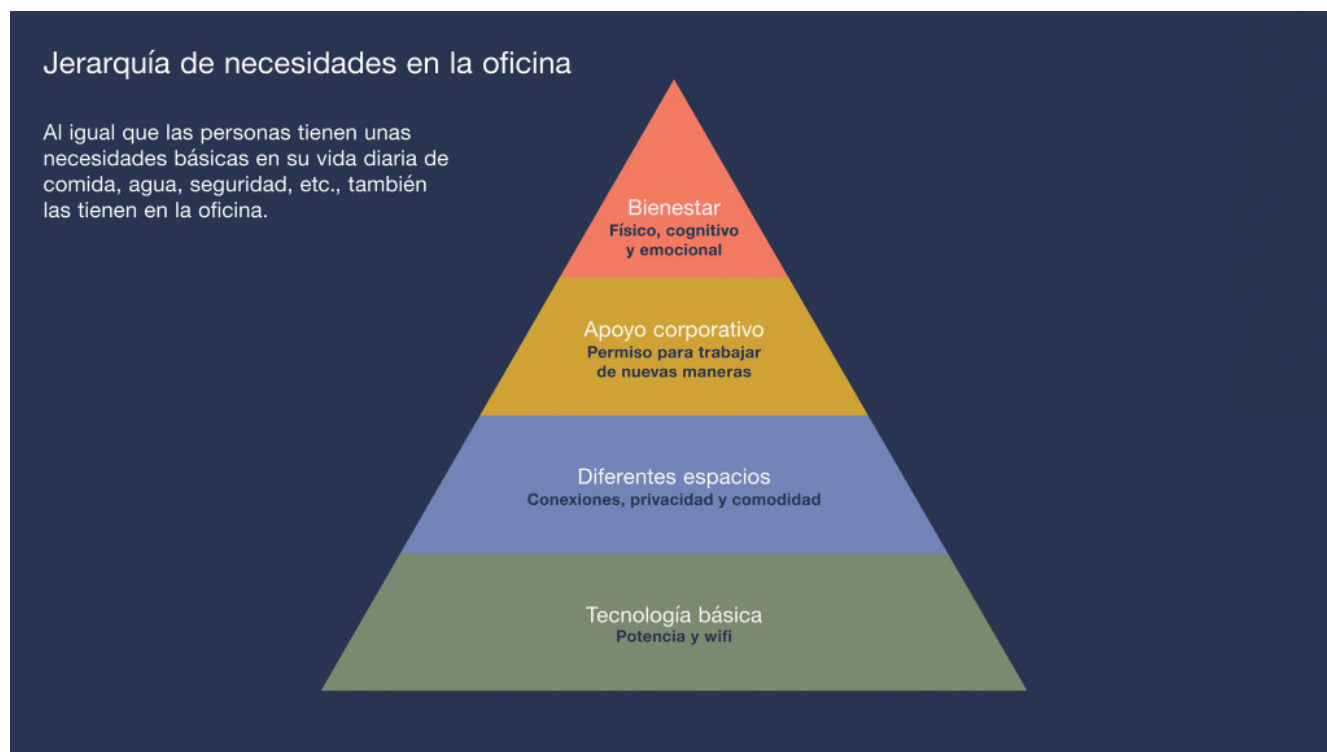 Jerarquía de necesidades en la oficina
Al igual que las personas tienen unas
necesidades básicas en su vida diaria de
comida, agua, seguridad, etc., también
las tienen en la oficina.
Bienestar
Físico, cognitivo
y emocional
Apoyo corporativo
Permiso para trabajar
de nuevas maneras
Diferentes espacios
Conexiones, privacidad y comodidad
Tecnología básica
Potencia y wifi